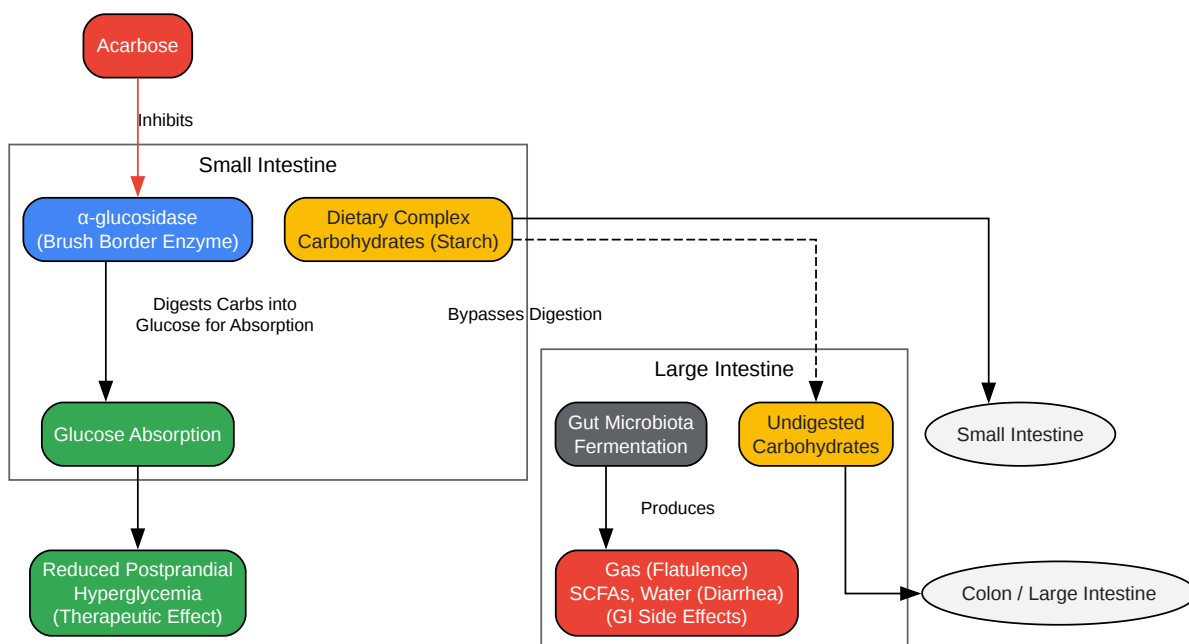 Acarbose
Inhibits
Small Intestine
α-glucosidase
(Brush Border Enzyme)
Dietary Complex
Carbohydrates (Starch)
Digests Carbs into
Glucose for Absorption
Bypasses Digestion
Large Intestine
Glucose Absorption
Gut Microbiota
Fermentation
Undigested
Carbohydrates
Small Intestine
Produces
Reduced Postprandial
Hyperglycemia
(Therapeutic Effect)
Gas (Flatulence)
SCFAs, Water (Diarrhea)
(GI Side Effects)
Colon / Large Intestine